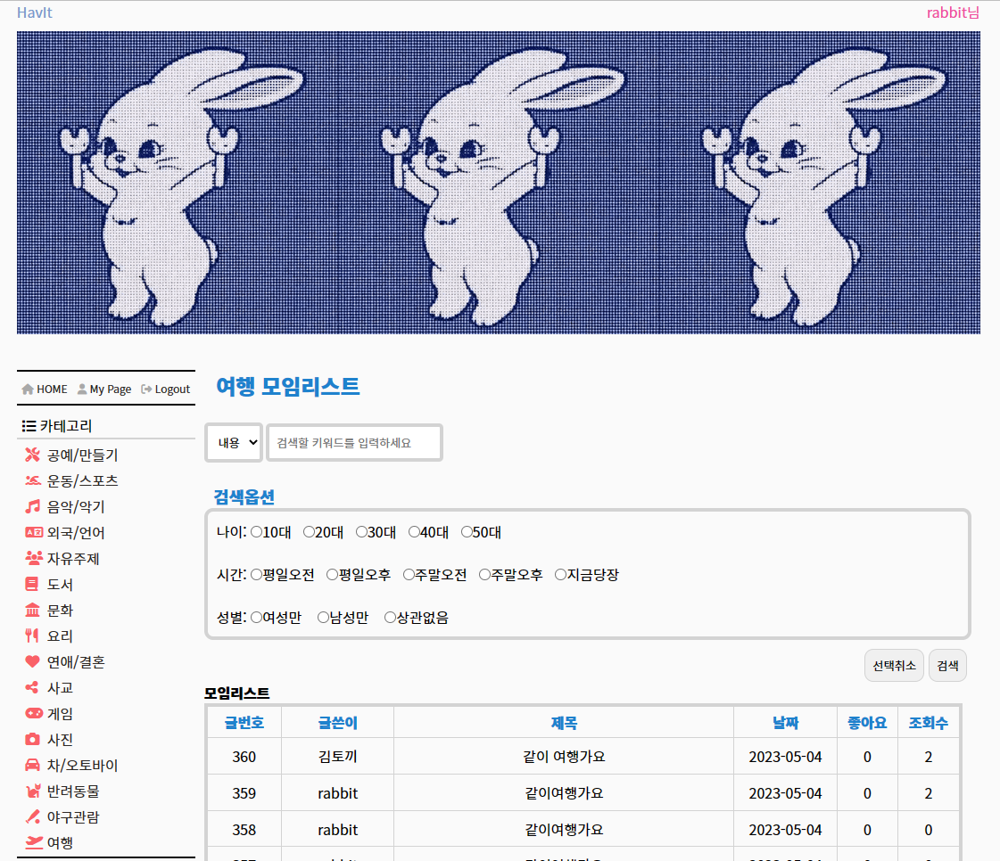 HavIt
rabbit님
HOME My Page Logout
카테고리
공예/만들기
운동/스포츠
음악/악기
외국/언어
자유주제
도서
문화
요리
연애/결혼
사교
게임
사진
차/오토바이
반려동물
야구관람
여행
여행 모임리스트
내용 검색할 키워드를 입력하세요
검색옵션
나이: 10대 20대 30대 40대 50대
시간: 평일오전 평일오후 주말오전 주말오후 지금당장
성별: 여성만 남성만 상관없음
선택취소 검색
모임리스트
글번호 글쓴이 제목 날짜 좋아요 조회수
360 김토끼 같이 여행가요 2023-05-04 0 2
359 rabbit 같이여행가요 2023-05-04 0 2
358 rabbit 같이여행가요 2023-05-04 0 0